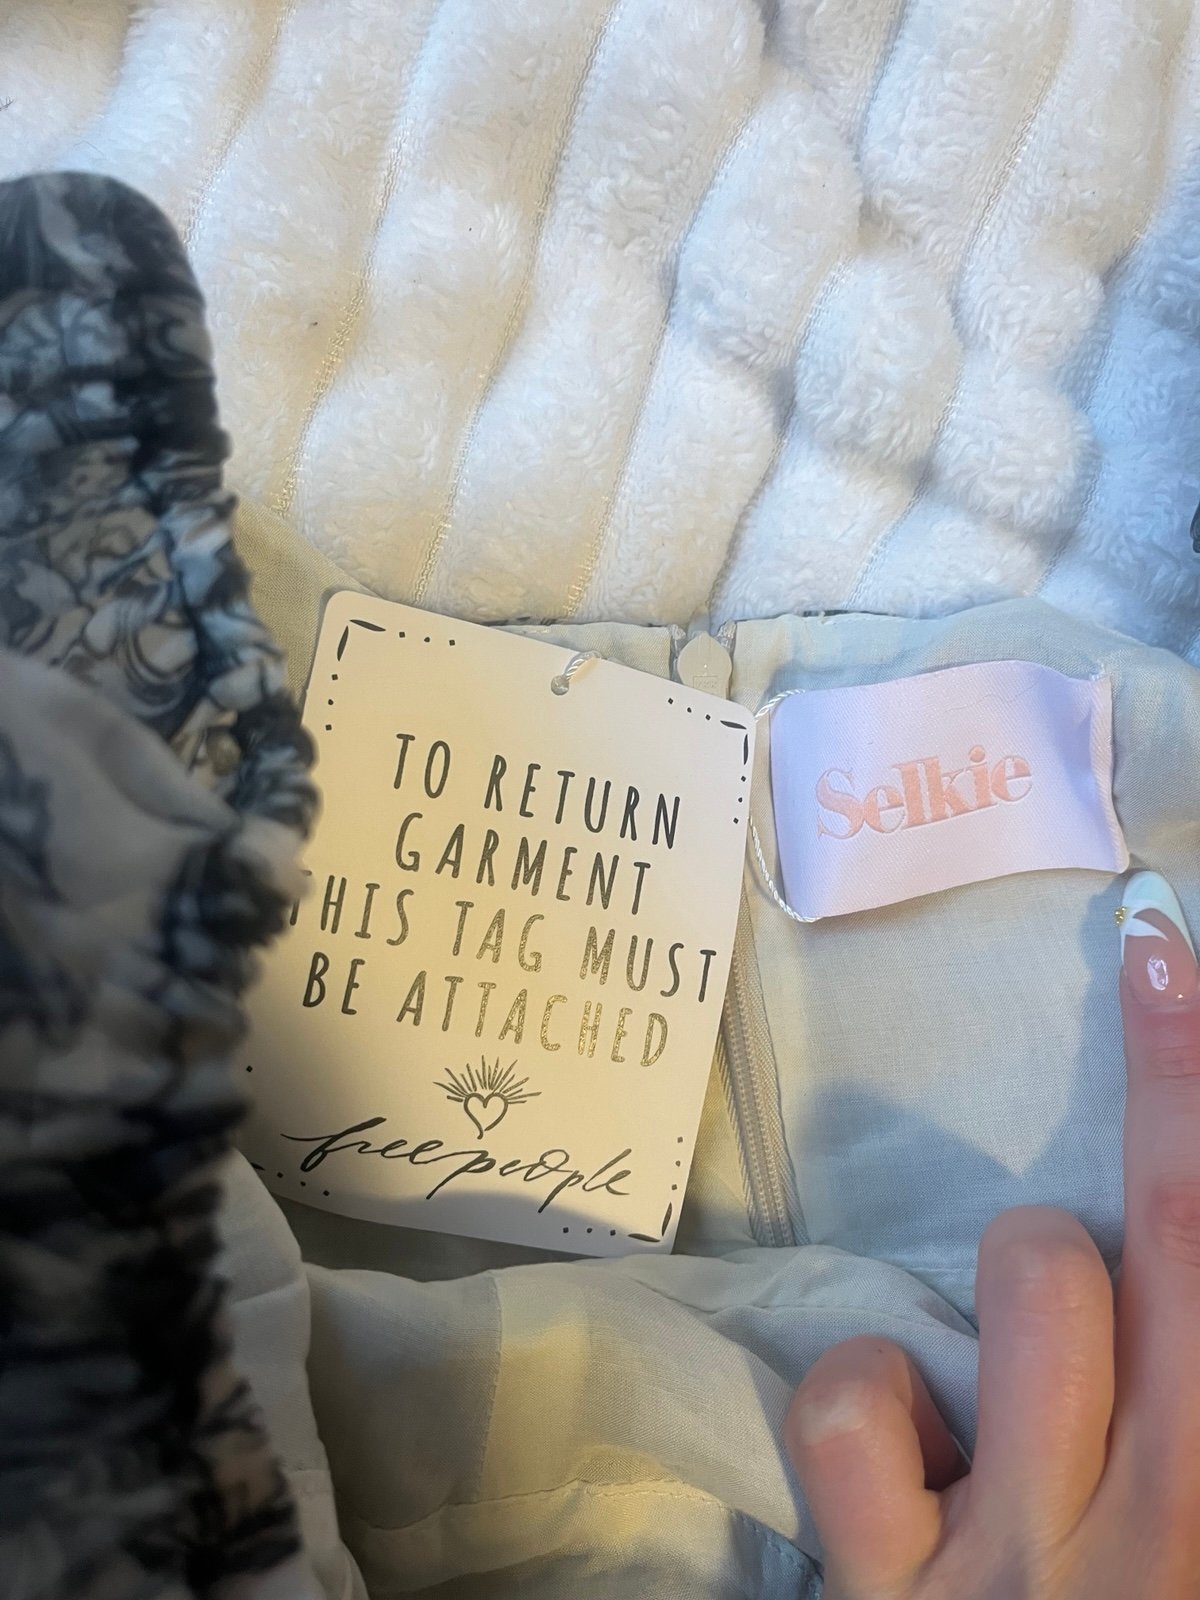 TO RETURN
GARMENT
THIS TAG MUST
BE ATTACHED
free people
Selkie